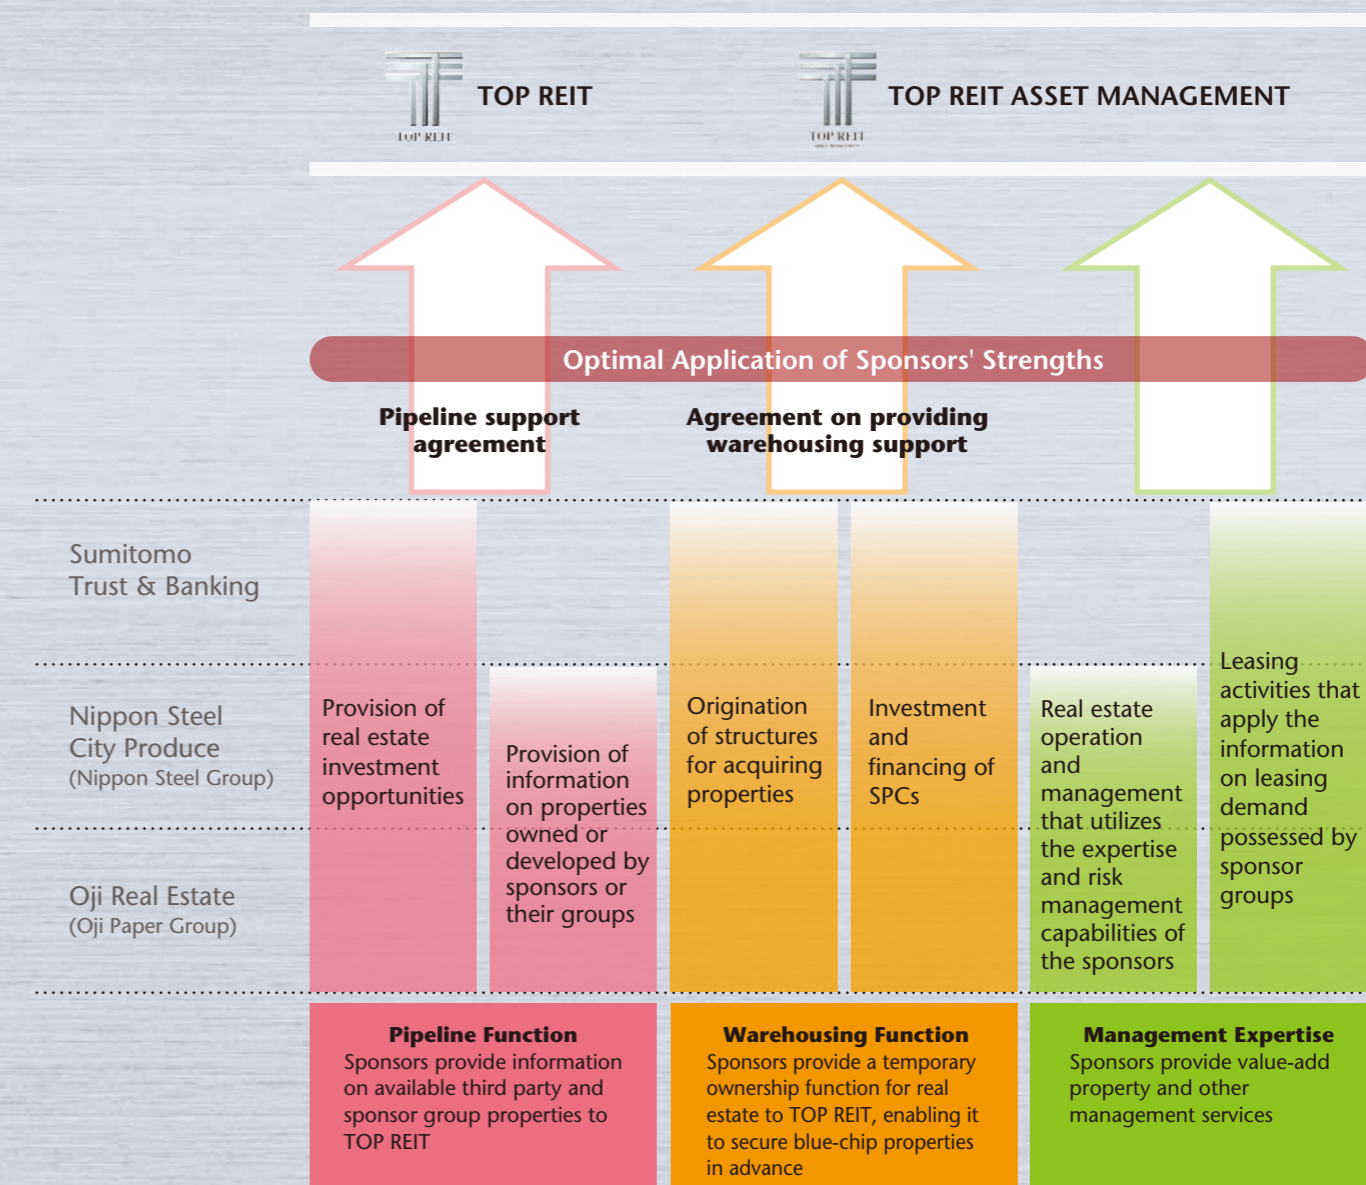 TOP REIT
TOP REIT
TOP REIT
TOP REIT ASSET MANAGEMENT
Optimal Application of Sponsors' Strengths
Pipeline support
agreement
Agreement on providing
warehousing support
Sumitomo
Trust & Banking
Nippon Steel
City Produce
(Nippon Steel Group)
Oji Real Estate
(Oji Paper Group)
Provision of
real estate
investment
opportunities
Provision of
information
on properties
owned or
developed by
sponsors or
their groups
Origination
of structures
for acquiring
properties
Investment
and
financing of
SPCs
Real estate
operation
and
management
that utilizes
the expertise
and risk
management
capabilities of
the sponsors
Leasing
activities that
apply the
information
on leasing
demand
possessed by
sponsor
groups
Pipeline Function
Sponsors provide information
on available third party and
sponsor group properties to
TOP REIT
Warehousing Function
Sponsors provide a temporary
ownership function for real
estate to TOP REIT, enabling it
to secure blue-chip properties
in advance
Management Expertise
Sponsors provide value-add
property and other
management services